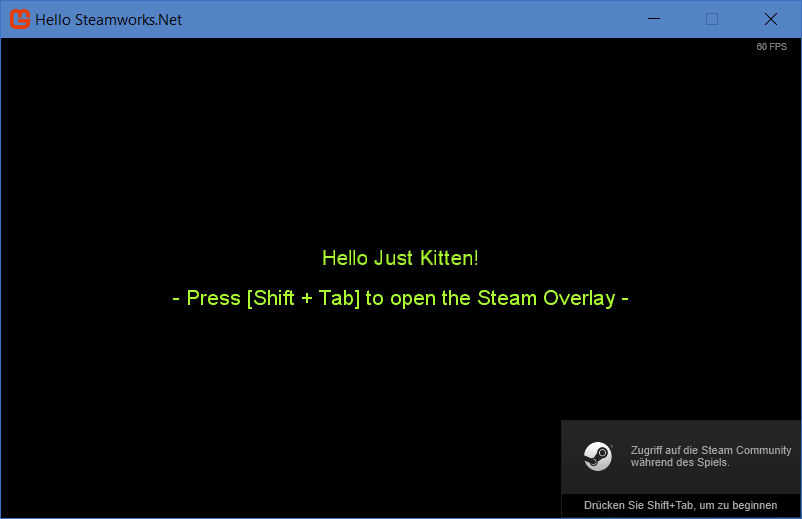 Hello Steamworks.Net
60 FPS
Hello Just Kitten!
- Press [Shift + Tab] to open the Steam Overlay -
Zugriff auf die Steam Community
während des Spiels.
Drücken Sie Shift+Tab, um zu beginnen